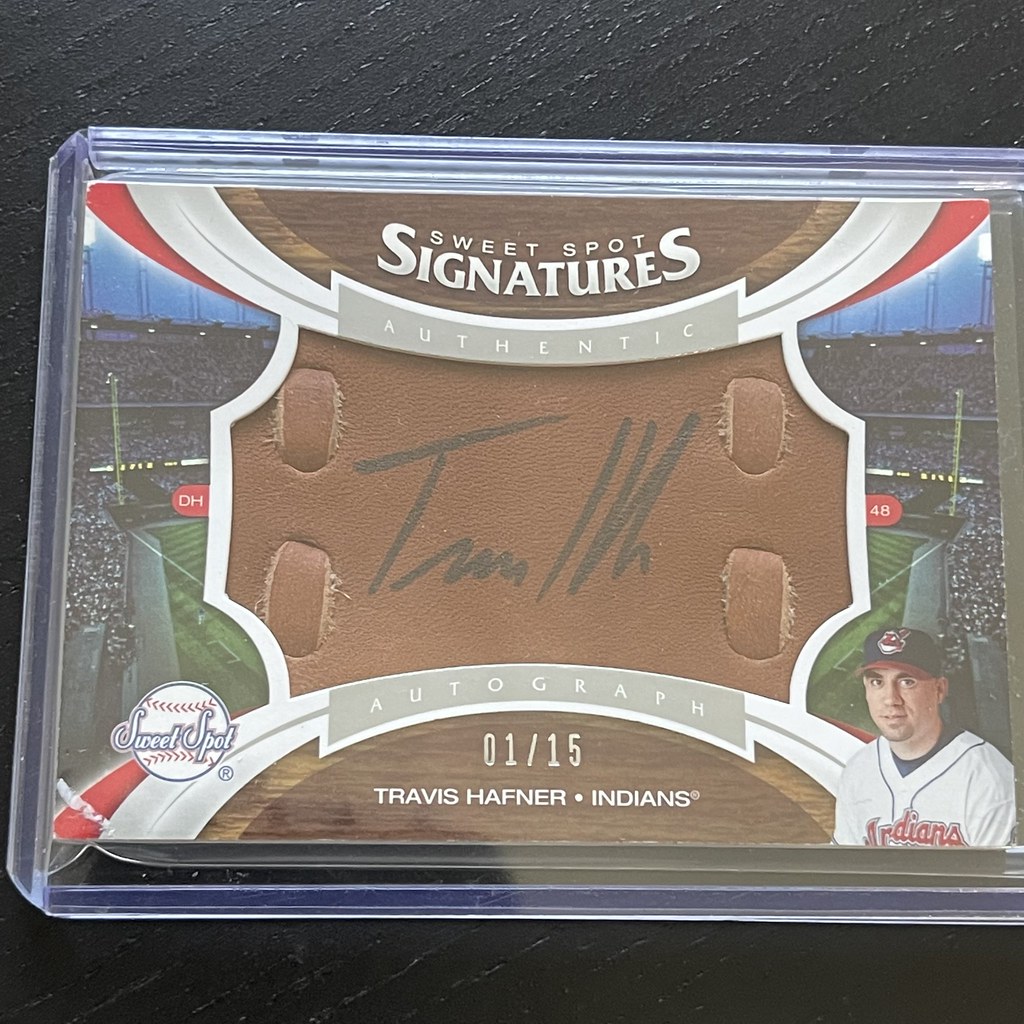 SWEET SPOT
SIGNATURES
AUTHENTIC
DH
48
AUTOGRAPH
Sweet Spot
®
01/15
TRAVIS HAFNER • INDIANS®
Indians